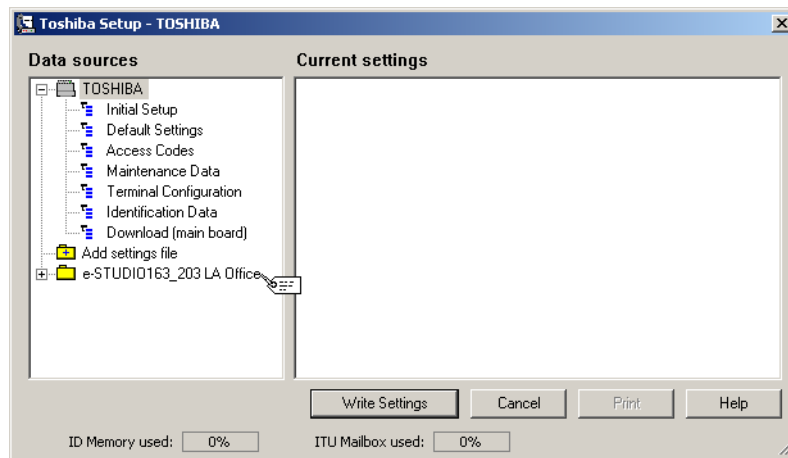 Toshiba Setup - TOSHIBA
Data sources
Current settings
TOSHIBA
Initial Setup
Default Settings
Access Codes
Maintenance Data
Terminal Configuration
Identification Data
Download (main board)
Add settings file
e-STUDIO163_203 LA Office
Write Settings
Cancel
Print
Help
ID Memory used: 0%
ITU Mailbox used: 0%